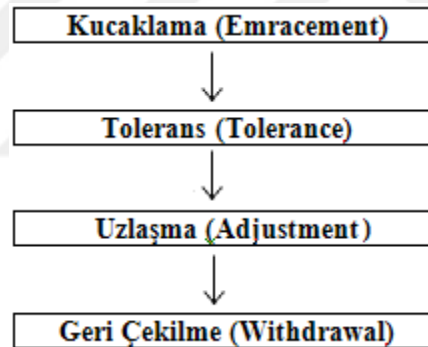 Kucaklama (Emracement)
Tolerans (Tolerance)
Uzlaşma (Adjustment)
Geri Çekilme (Withdrawal)